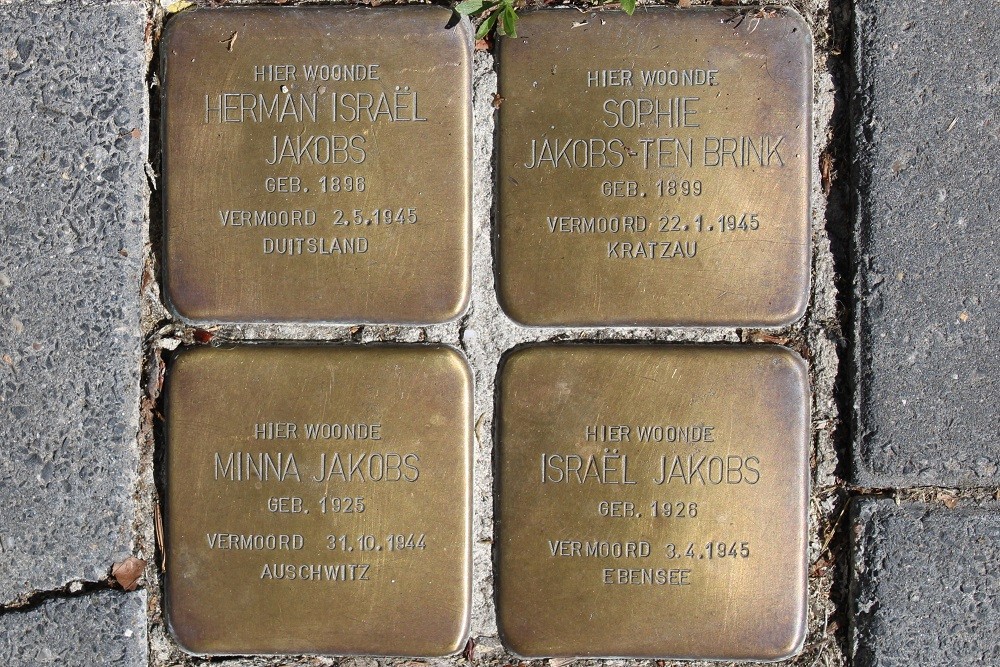 HIER WOONDE
HERMAN ISRAËL
JAKOBS
GEB. 1896
VERMOORD 2.5.1945
DUITSLAND
HIER WOONDE
SOPHIE
JAKOBS-TEN BRINK
GEB. 1899
VERMOORD 22.1.1945
KRATZAU
HIER WOONDE
MINNA JAKOBS
GEB. 1925
VERMOORD 31.10.1944
AUSCHWITZ
HIER WOONDE
ISRAËL JAKOBS
GEB. 1926
VERMOORD 3.4.1945
EBENSEE